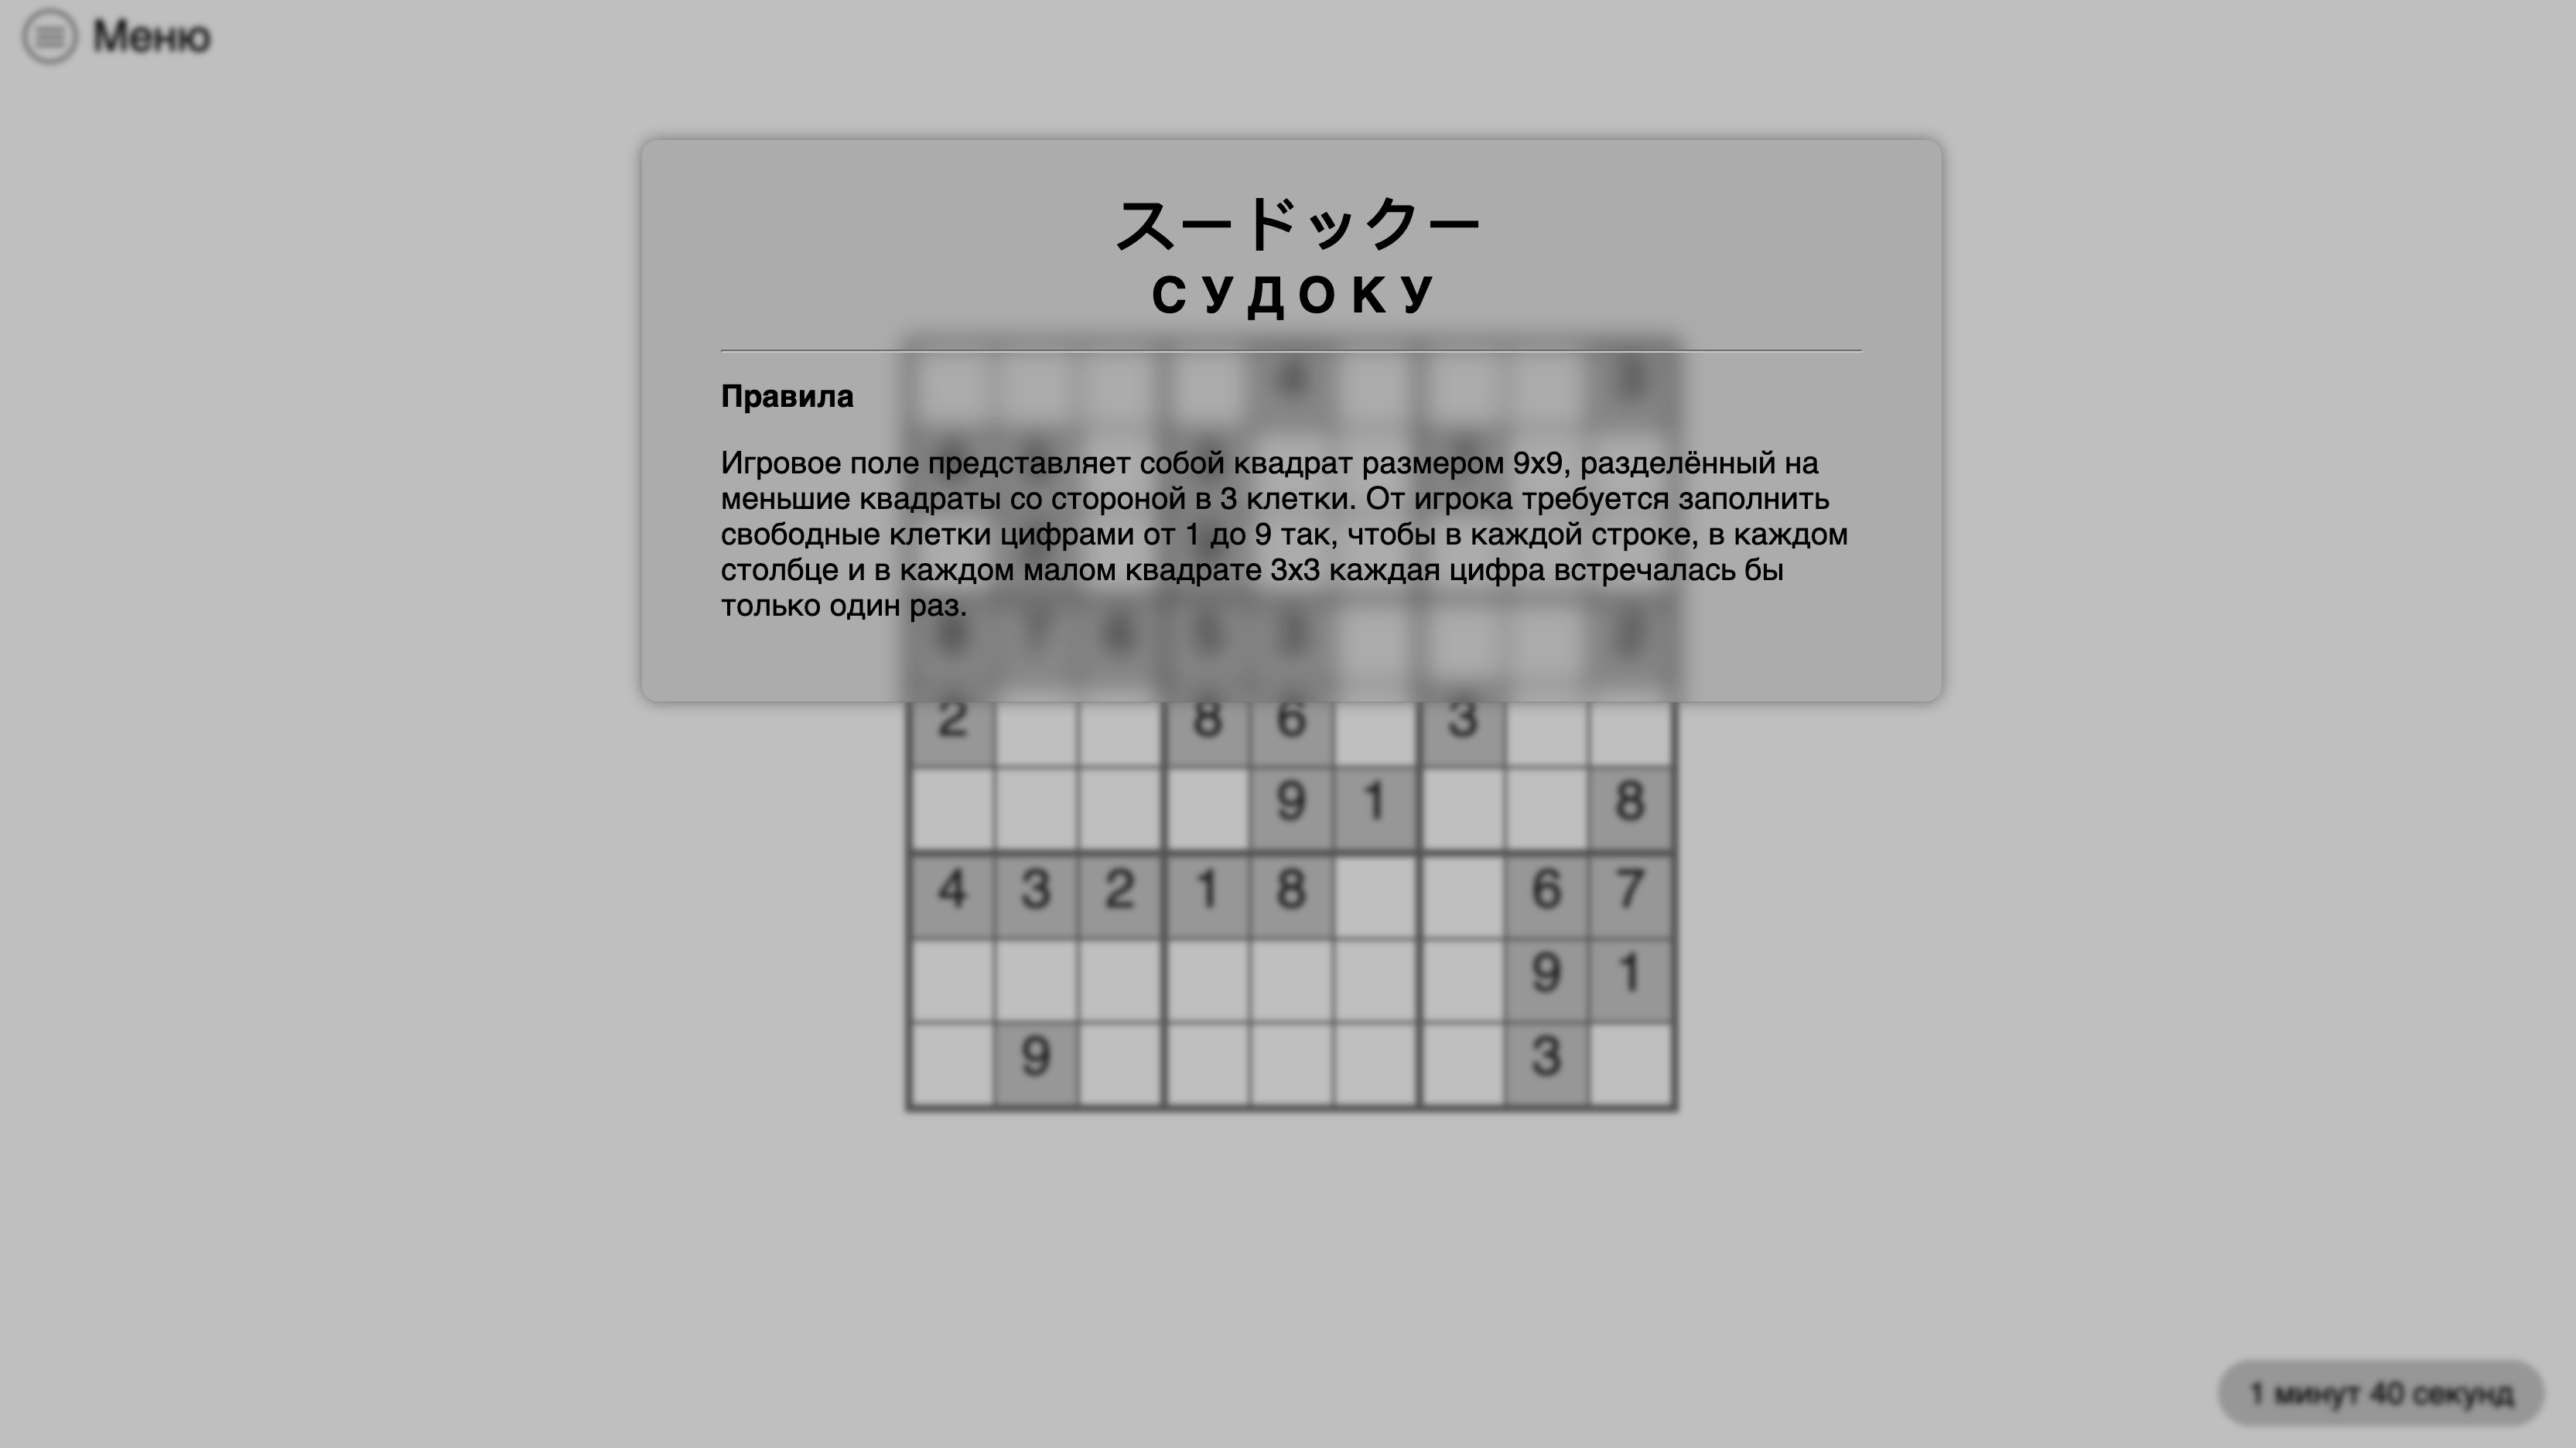 Меню
スードックー
СУДОКУ
Правила
Игровое поле представляет собой квадрат размером 9x9, разделённый на
меньшие квадраты со стороной в 3 клетки. От игрока требуется заполнить
свободные клетки цифрами от 1 до 9 так, чтобы в каждой строке, в каждом
столбце и в каждом малом квадрате 3x3 каждая цифра встречалась бы
только один раз.
2 8 6 3
9 1 8
4 3 2 1 8 6 7
9 1
9 3
1 минут 40 секунд